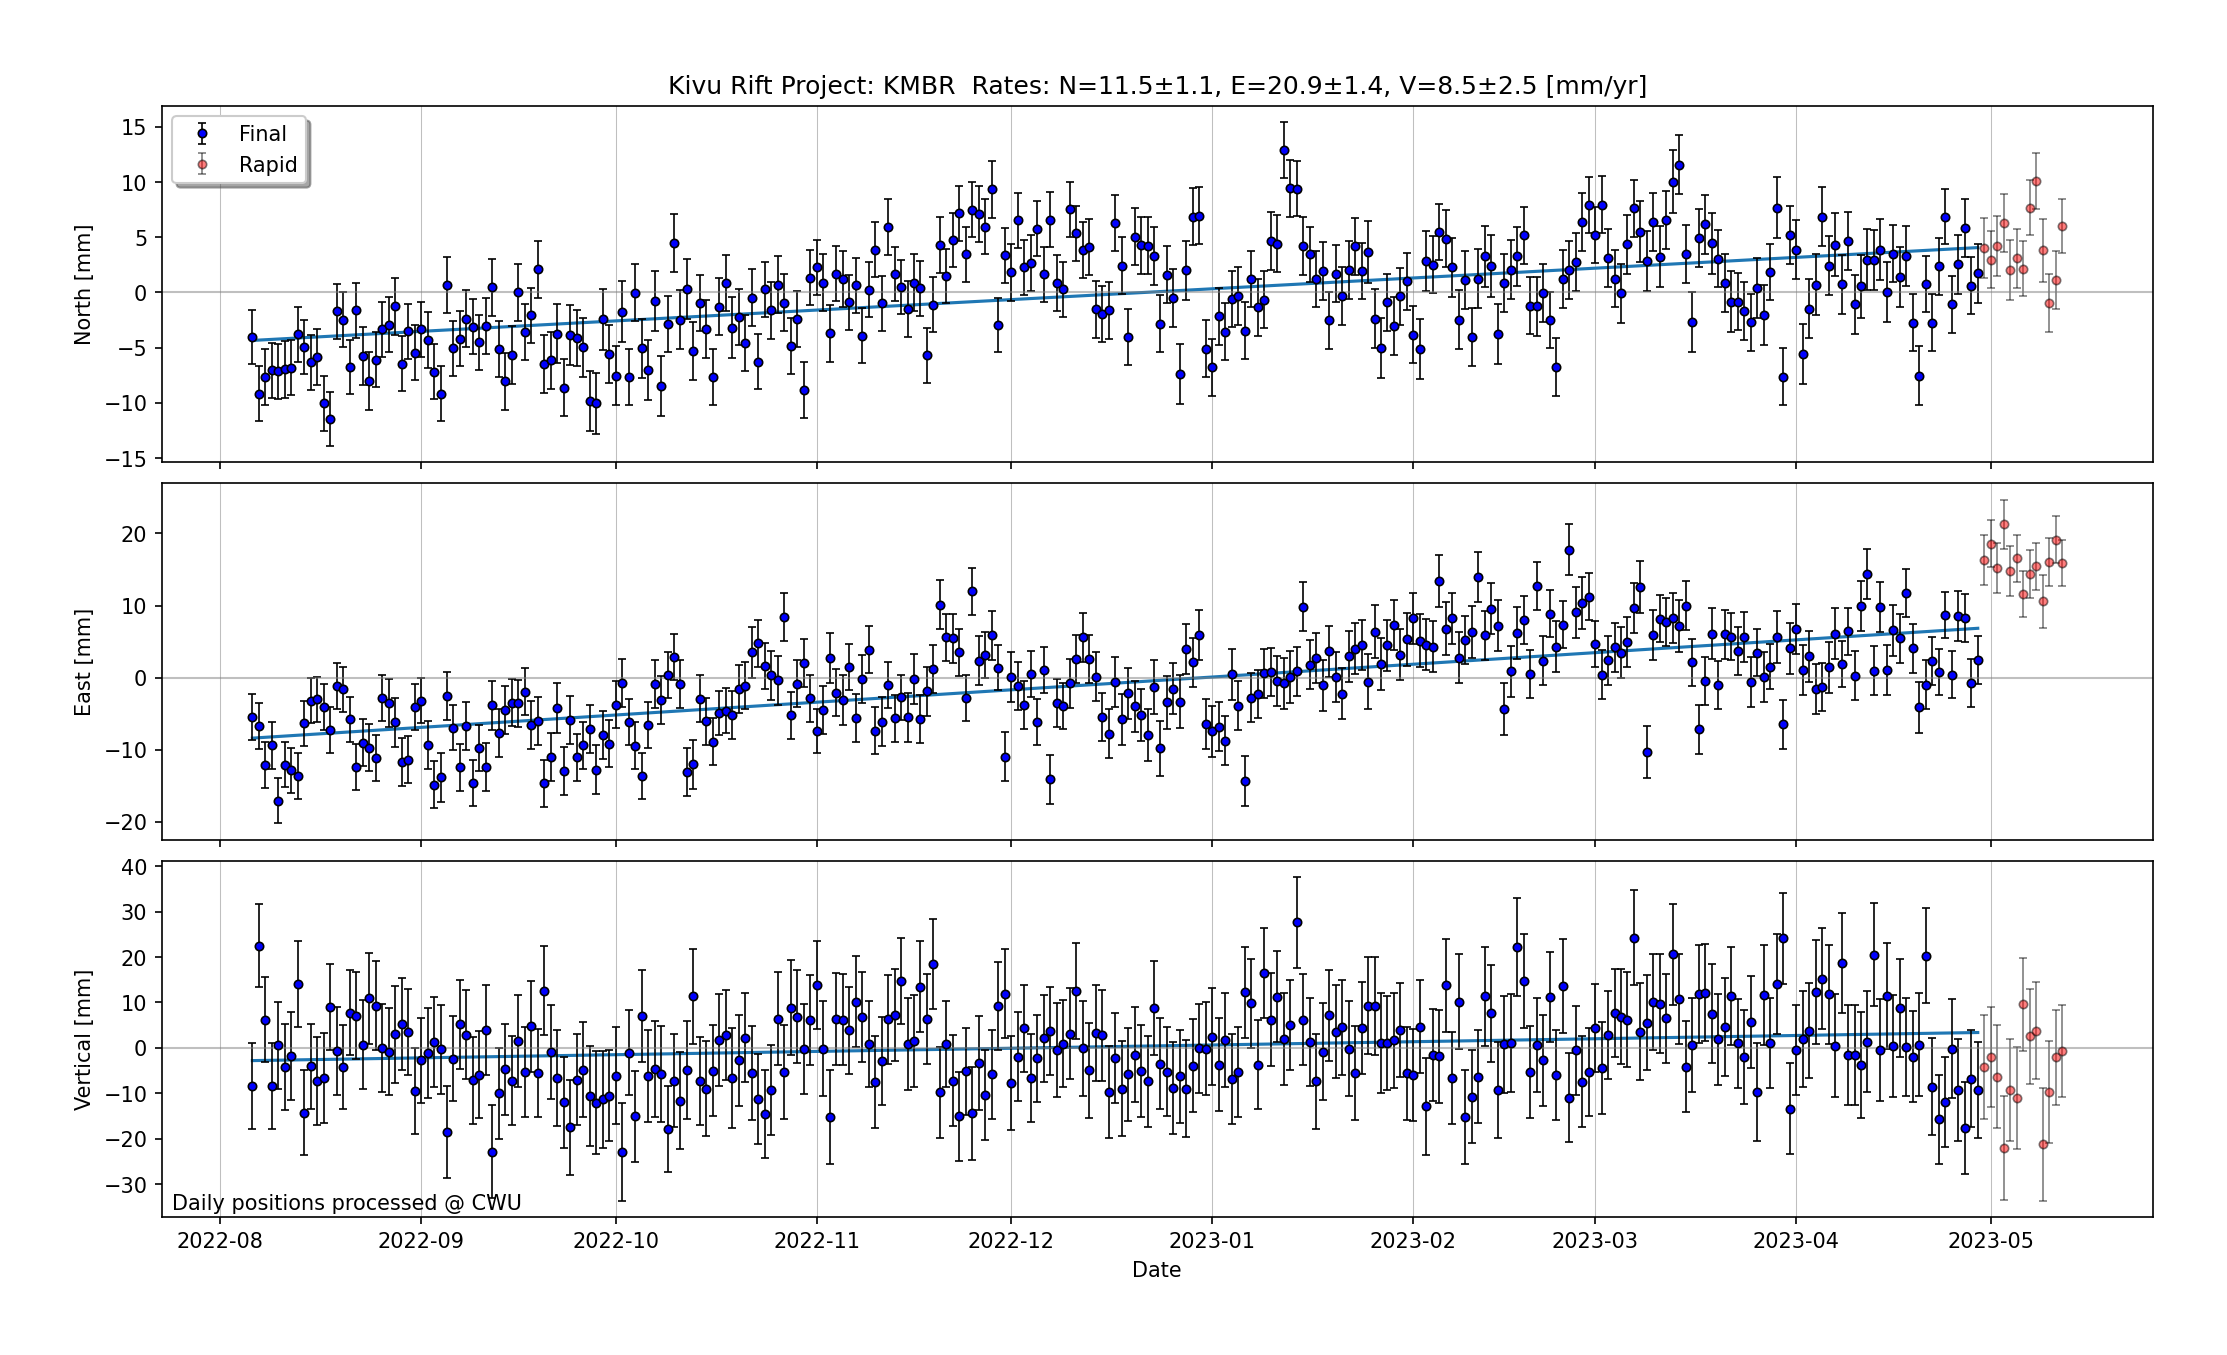 Kivu Rift Project: KMBR  Rates: N=11.5±1.1, E=20.9±1.4, V=8.5±2.5 [mm/yr]
Final
Rapid
North [mm]
15
10
5
0
−5
−10
−15
East [mm]
20
10
0
−10
−20
Vertical [mm]
40
30
20
10
0
−10
−20
−30
Daily positions processed @ CWU
2022-08 2022-09 2022-10 2022-11 2022-12 2023-01 2023-02 2023-03 2023-04 2023-05
Date